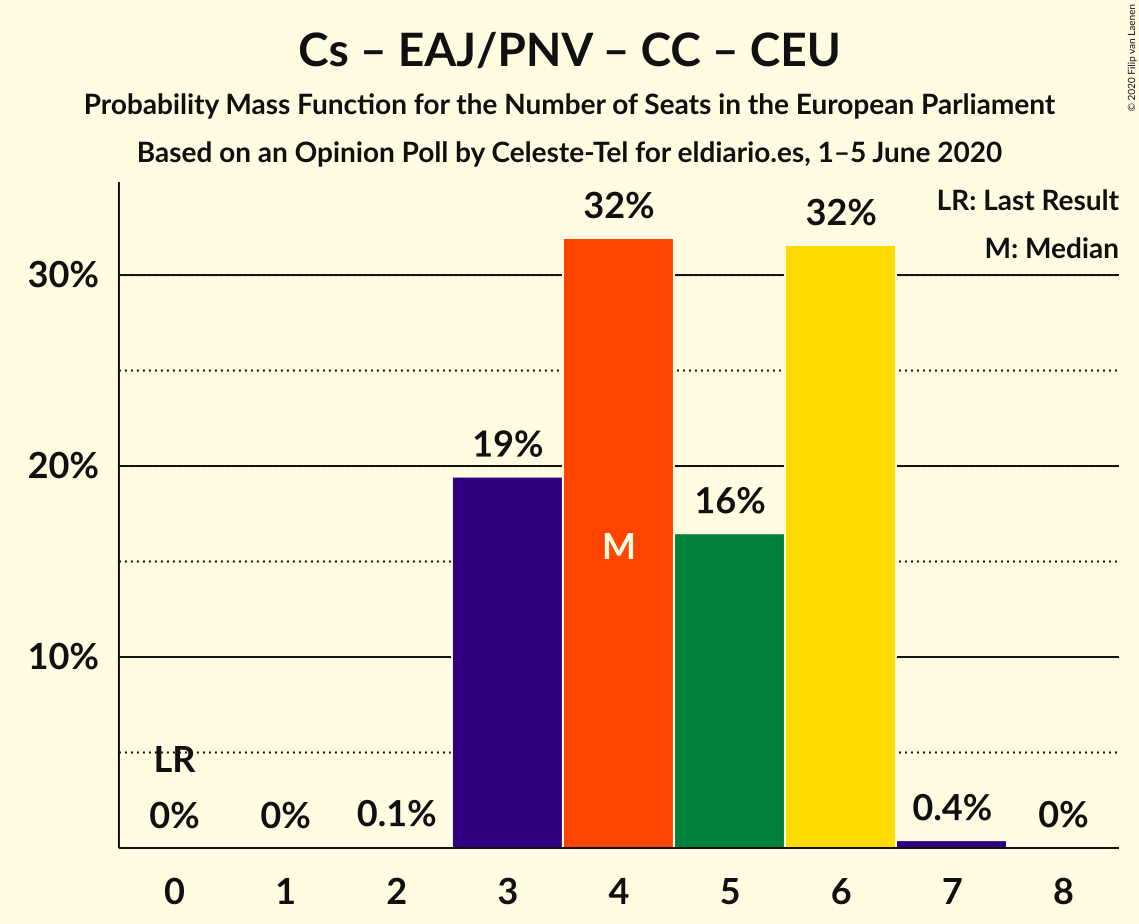 Cs – EAJ/PNV – CC – CEU
Probability Mass Function for the Number of Seats in the European Parliament
Based on an Opinion Poll by Celeste-Tel for eldiario.es, 1–5 June 2020
© 2020 Filip van Laenen
LR: Last Result
M: Median
32%
32%
30%
19%
20%
16%
M
10%
LR
0%
0%
0.1%
0.4%
0%
0 1 2 3 4 5 6 7 8